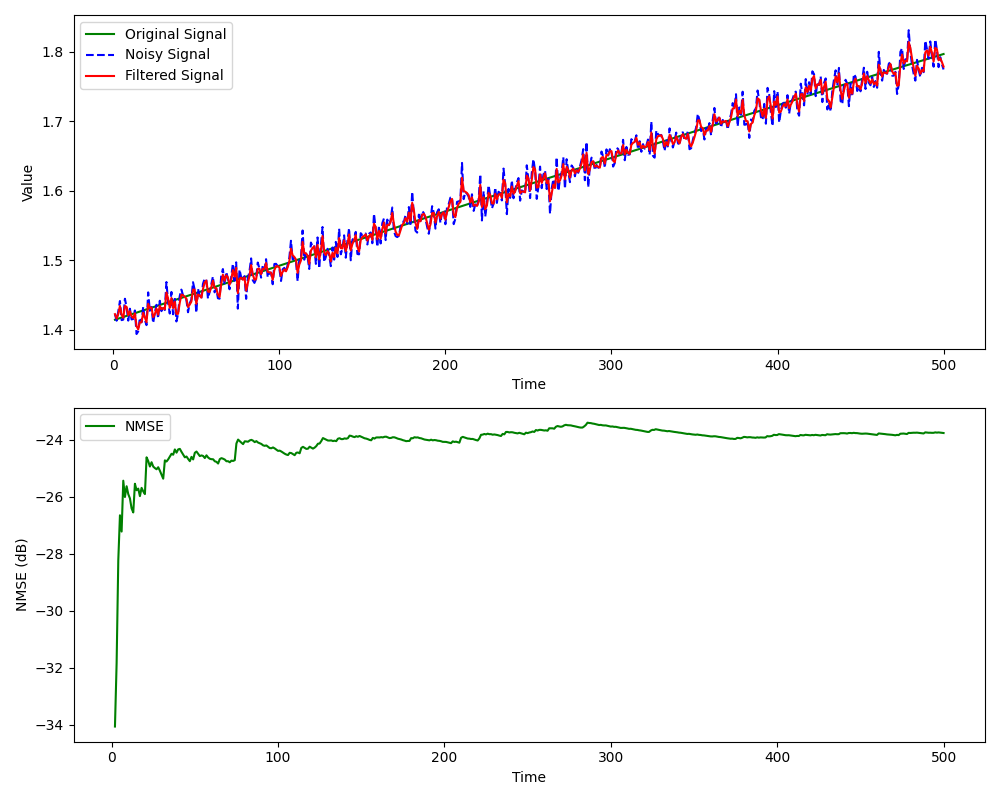 Original Signal
Noisy Signal
Filtered Signal
1.8
1.7
1.6
1.5
1.4
Value
0 100 200 300 400 500
Time
NMSE
−24
−26
−28
−30
−32
−34
NMSE (dB)
0 100 200 300 400 500
Time